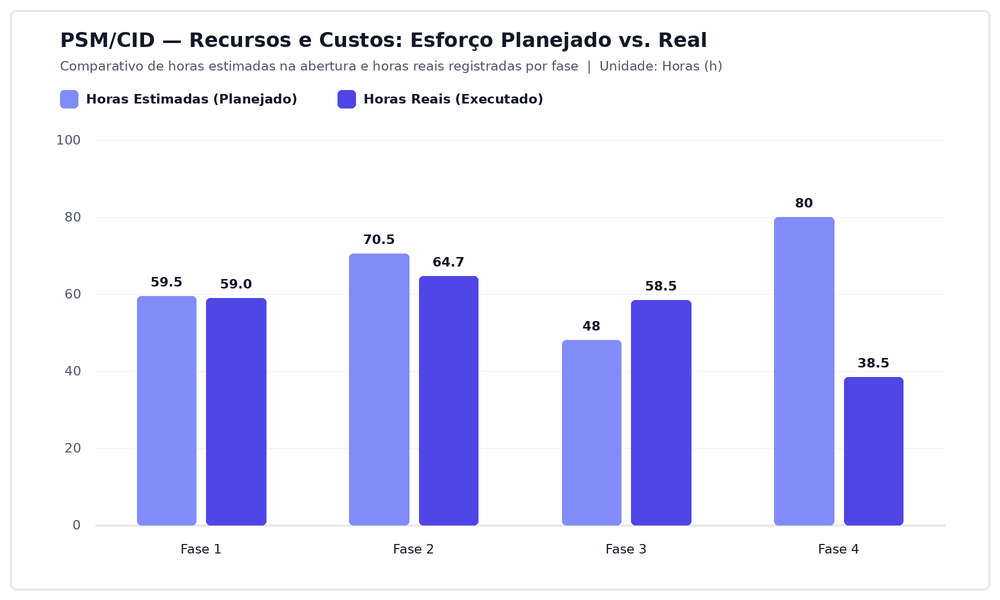 PSM/CID — Recursos e Custos: Esforço Planejado vs. Real
Comparativo de horas estimadas na abertura e horas reais registradas por fase | Unidade: Horas (h)
Horas Estimadas (Planejado) Horas Reais (Executado)
100
80
60
40
20
0
59.5 59.0
70.5 64.7
48 58.5
80 38.5
Fase 1 Fase 2 Fase 3 Fase 4